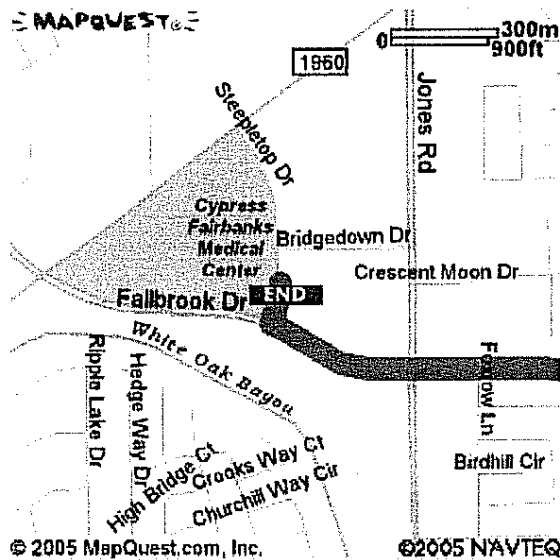 MAPQUEST
0 300m
900ft
1960
Steepletop Dr
Jones Rd
Cypress
Fairbanks
Medical
Center
Bridgedown Dr
Crescent Moon Dr
END
Fallbrook Dr
White Oak Bayou
Ripple Lake Dr
Hedge Way Dr
High Bridge Ct
Crooks Way Ct
Churchill Way Cir
Birdhill Cir
© 2005 MapQuest.com, Inc.
©2005 NAVTEQ